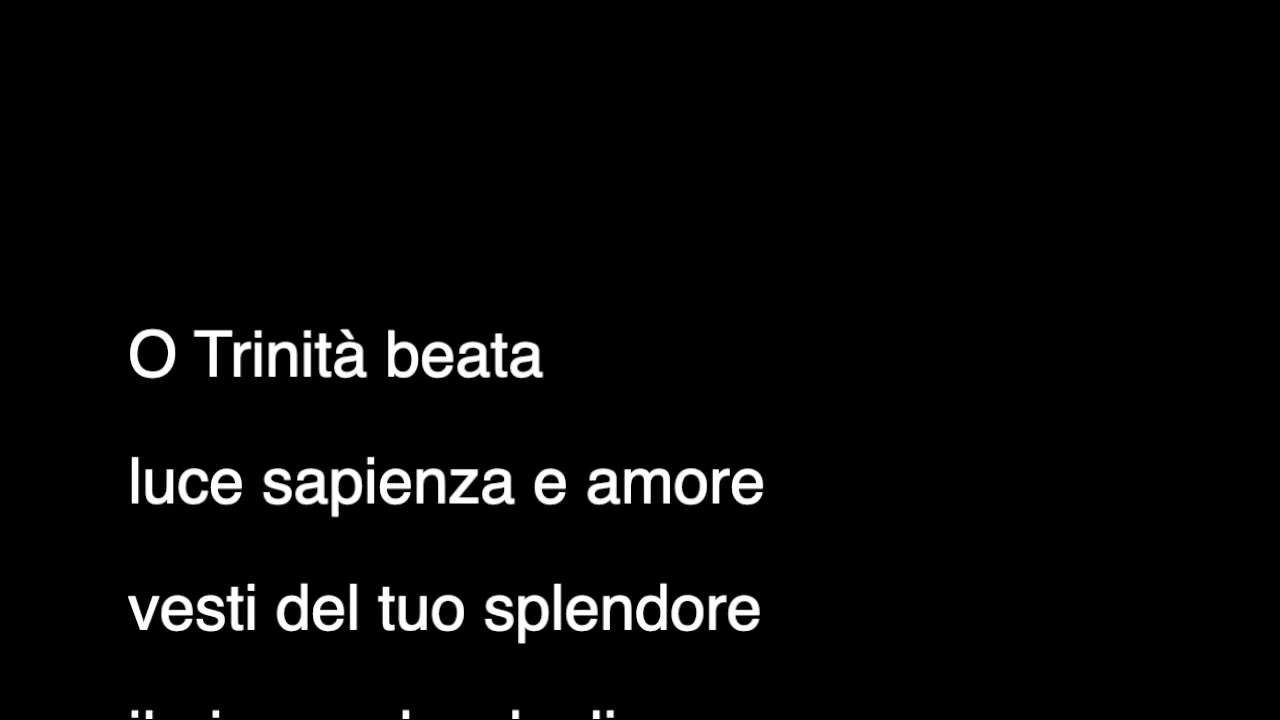 O Trinità beata
luce sapienza e amore
vesti del tuo splendore